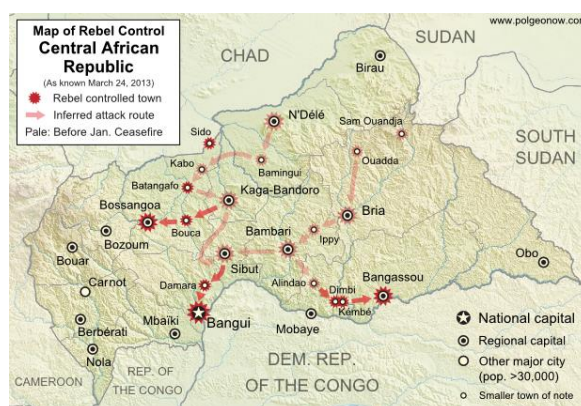 www.polgeonow.com
Map of Rebel Control
Central African
Republic
(As known March 24, 2013)
Rebel controlled town
Inferred attack route
Pale: Before Jan. Ceasefire
SUDAN
CHAD
Birau
N'Délé
Sam Ouandja
SOUTH
SUDAN
Sido
Kabo
Bamingui
Ouadda
Batangafo
Kaga-Bandoro
Bossangoa
Bouca
Bria
Bozoum
Bambari
Ippy
Bouar
Sibut
Obo
Carnot
Damara
Alindao
Dimbi
Bangassou
Kémbé
Bangui
Berbérati
Mbaïki
Mobaye
Nola
National capital
Regional capital
Other major city
(pop. >30,000)
Smaller town of note
CAMEROON
REP. OF
THE CONGO
DEM. REP.
OF THE CONGO